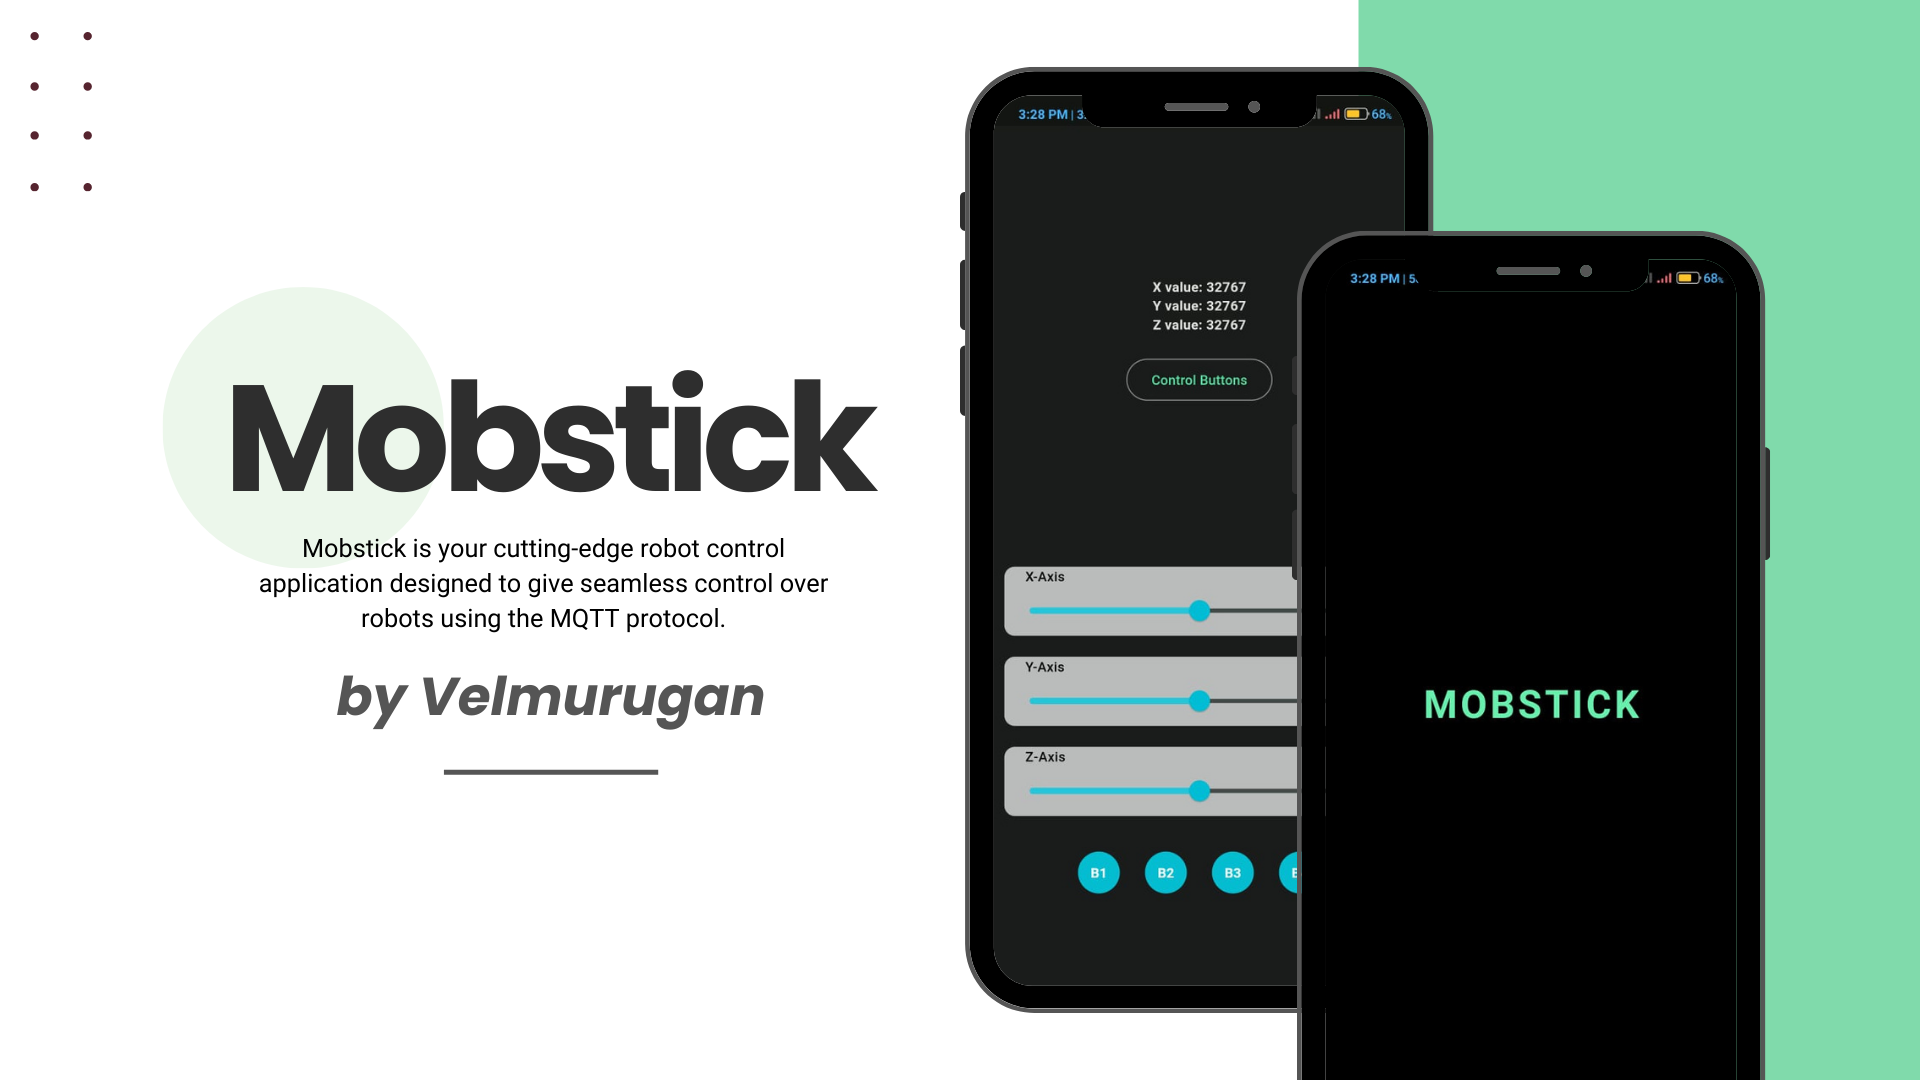 Mobstick
Mobstick is your cutting-edge robot control
application designed to give seamless control over
robots using the MQTT protocol.
by Velmurugan
3:28 PM | 3.
68%
X value: 32767
Y value: 32767
Z value: 32767
Control Buttons
X-Axis
Y-Axis
Z-Axis
B1 B2 B3
3:28 PM | 5.
68%
MOBSTICK